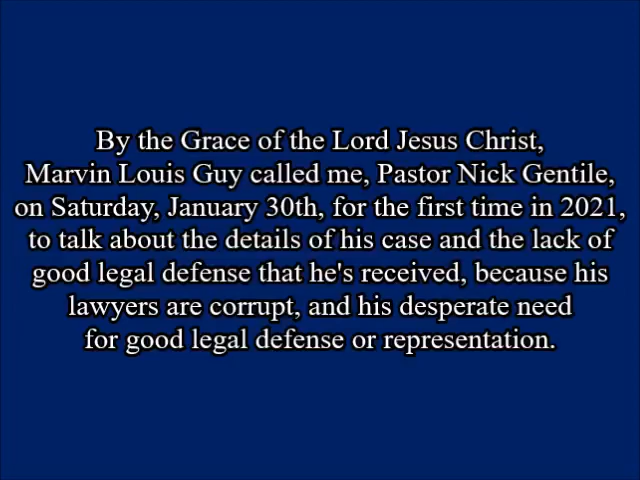 By the Grace of the Lord Jesus Christ,
Marvin Louis Guy called me, Pastor Nick Gentile,
on Saturday, January 30th, for the first time in 2021,
to talk about the details of his case and the lack of
good legal defense that he's received, because his
lawyers are corrupt, and his desperate need
for good legal defense or representation.